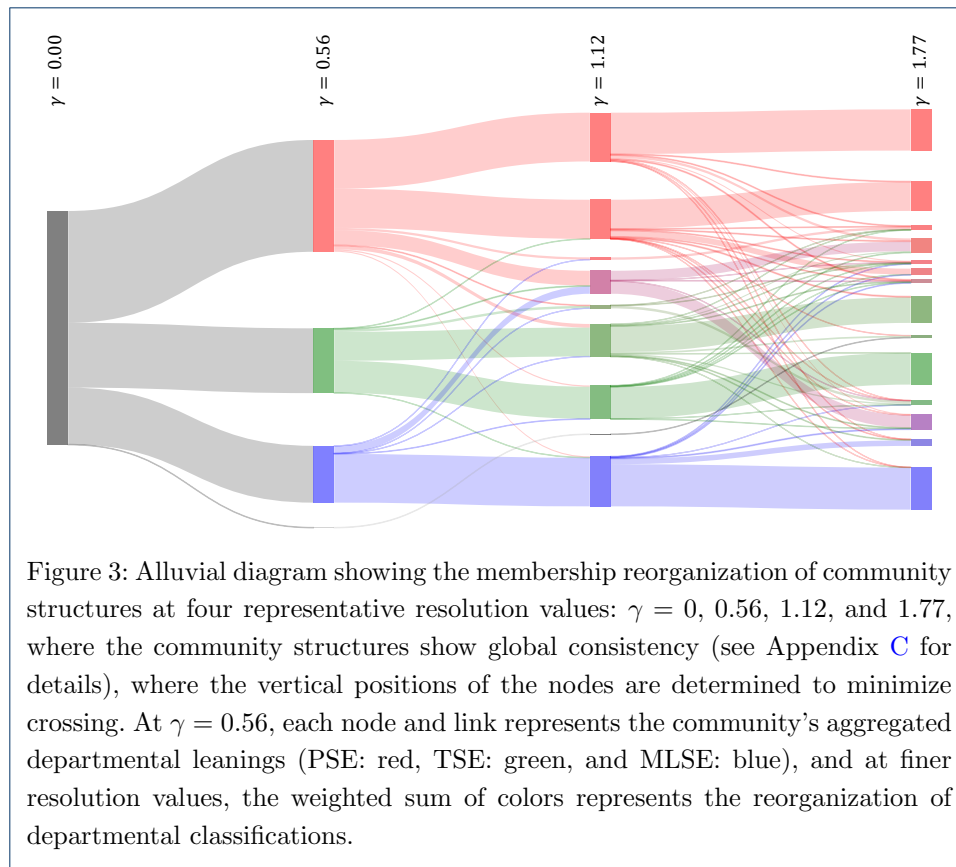 γ = 0.00
γ = 0.56
γ = 1.12
γ = 1.77
Figure 3: Alluvial diagram showing the membership reorganization of community
structures at four representative resolution values: γ = 0, 0.56, 1.12, and 1.77,
where the community structures show global consistency (see Appendix C for
details), where the vertical positions of the nodes are determined to minimize
crossing. At γ = 0.56, each node and link represents the community's aggregated
departmental leanings (PSE: red, TSE: green, and MLSE: blue), and at finer
resolution values, the weighted sum of colors represents the reorganization of
departmental classifications.